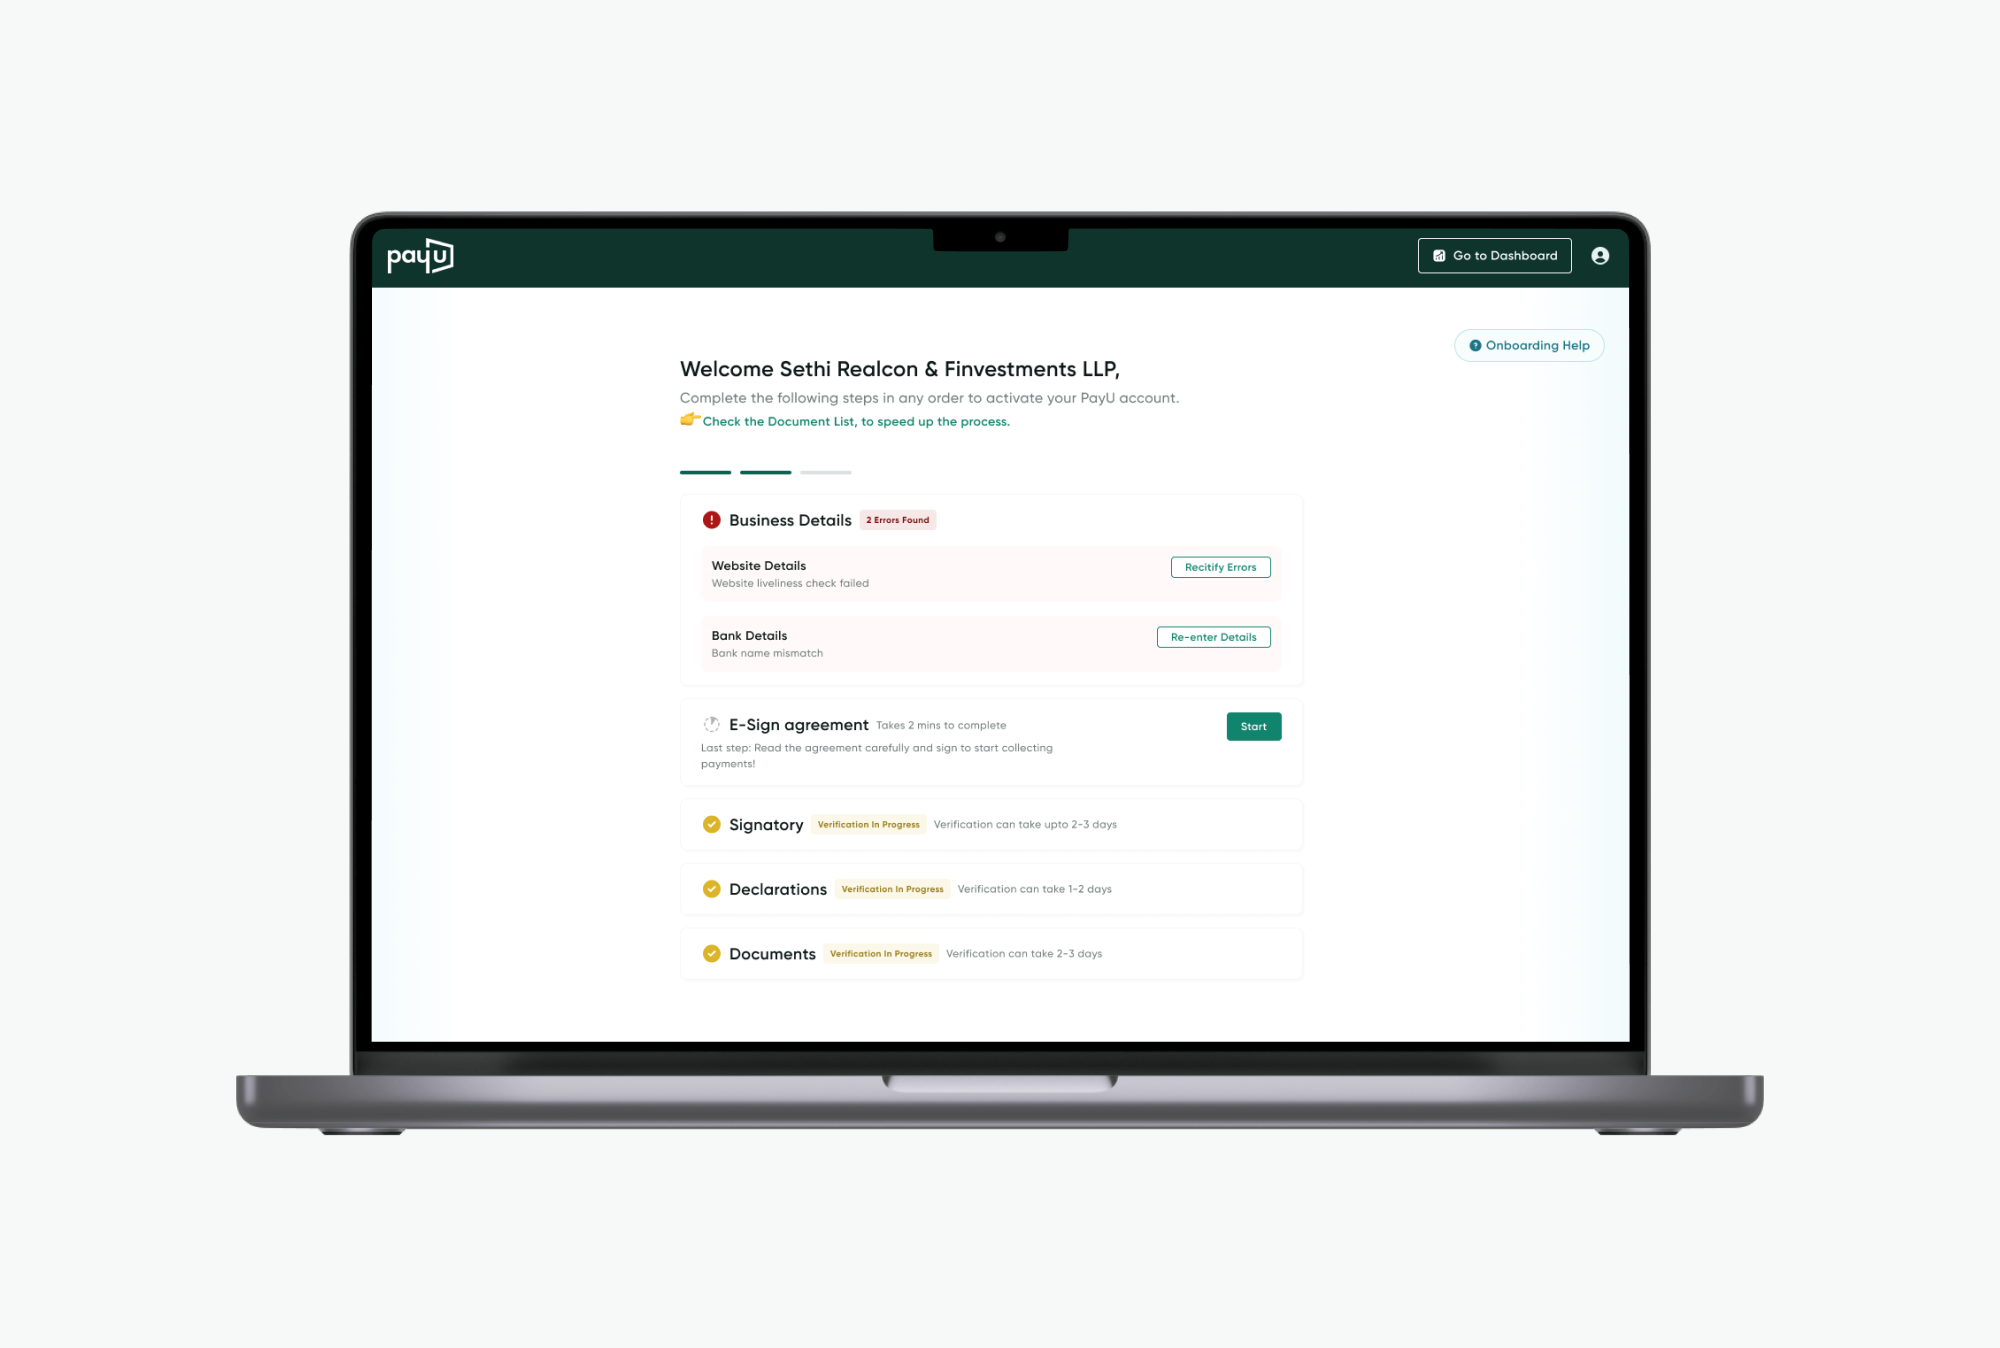 payu
Go to Dashboard
Onboarding Help
Welcome Sethi Realcon & Finvestments LLP,
Complete the following steps in any order to activate your PayU account.
Check the Document List, to speed up the process.
Business Details 2 Errors Found
Website Details
Website liveliness check failed
Recitify Errors
Bank Details
Bank name mismatch
Re-enter Details
E-Sign agreement Takes 2 mins to complete
Last step: Read the agreement carefully and sign to start collecting
payments!
Start
Signatory Verification In Progress Verification can take upto 2-3 days
Declarations Verification In Progress Verification can take 1-2 days
Documents Verification In Progress Verification can take 2-3 days